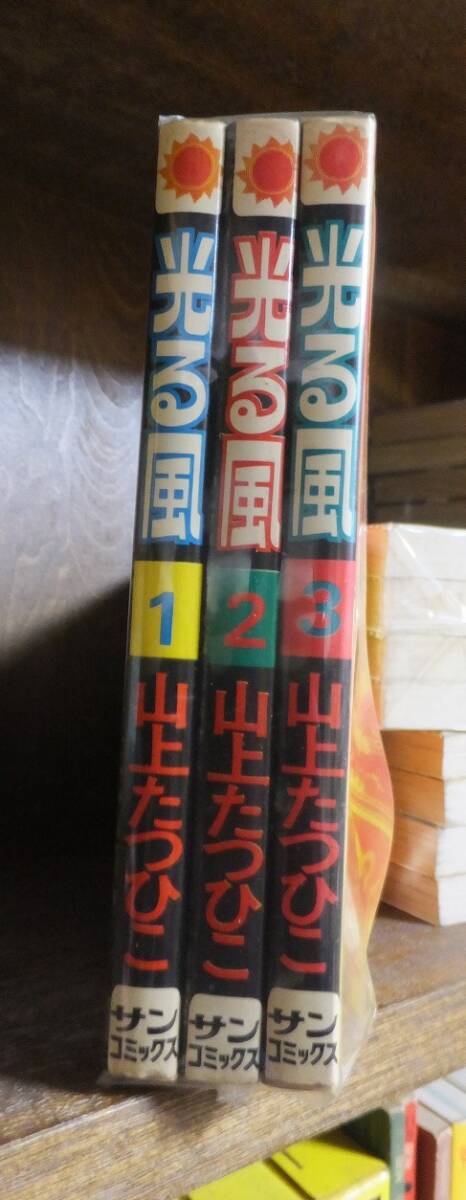 光る風
1
山上たつひこ
サン
コミックス
光る風
2
山上たつひこ
サン
コミックス
光る風
3
山上たつひこ
サン
コミックス